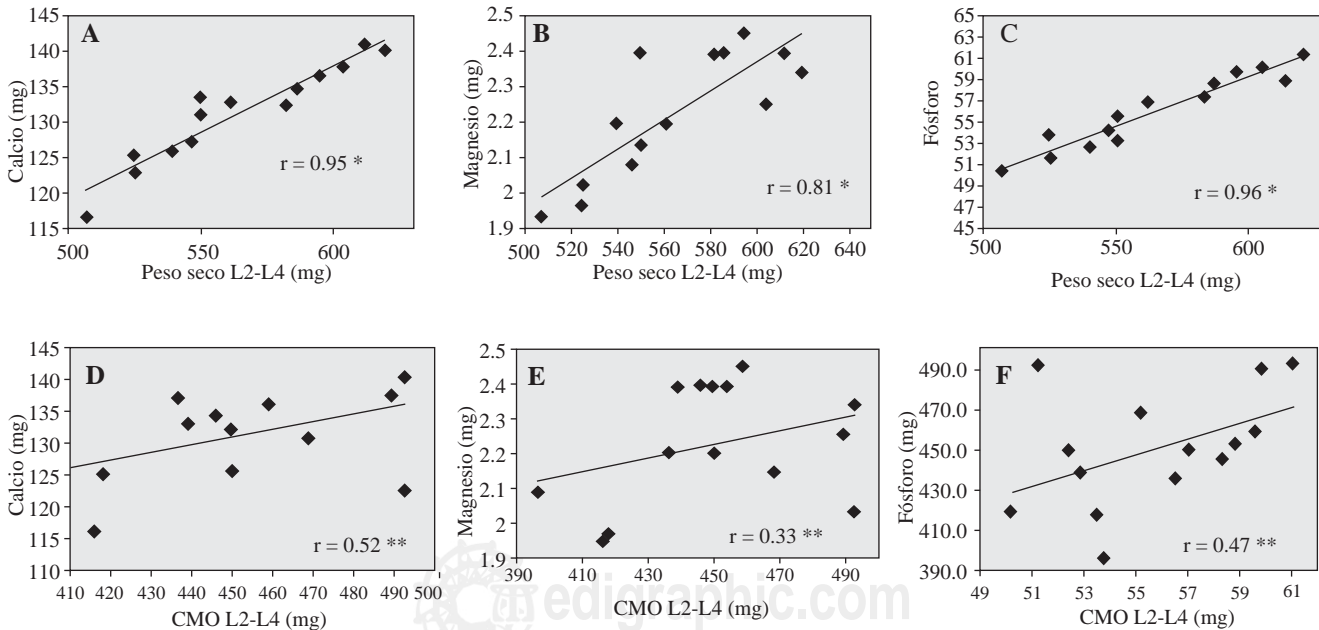 A
Calcio (mg)
145
140
135
130
125
120
115
r = 0.95 *
500 550 600
Peso seco L2-L4 (mg)
B
Magnesio (mg)
2.5
2.4
2.3
2.2
2.1
2
1.9
r = 0.81 *
500 520 540 560 580 600 620 640
Peso seco L2-L4 (mg)
C
Fósforo
65
63
61
59
57
55
53
51
49
47
45
r = 0.96 *
500 550 600
Peso seco L2-L4 (mg)
D
Calcio (mg)
145
140
135
130
125
120
115
110
r = 0.52 **
410 420 430 440 450 460 470 480 490 500
CMO L2-L4 (mg)
E
Magnesio (mg)
2.5
2.4
2.3
2.2
2.1
2
1.9
r = 0.33 **
390 410 430 450 470 490
CMO L2-L4 (mg)
F
Fósforo (mg)
490.0
470.0
450.0
430.0
410.0
390.0
r = 0.47 **
49 51 53 55 57 59 61
CMO L2-L4 (mg)
edigraphic.com